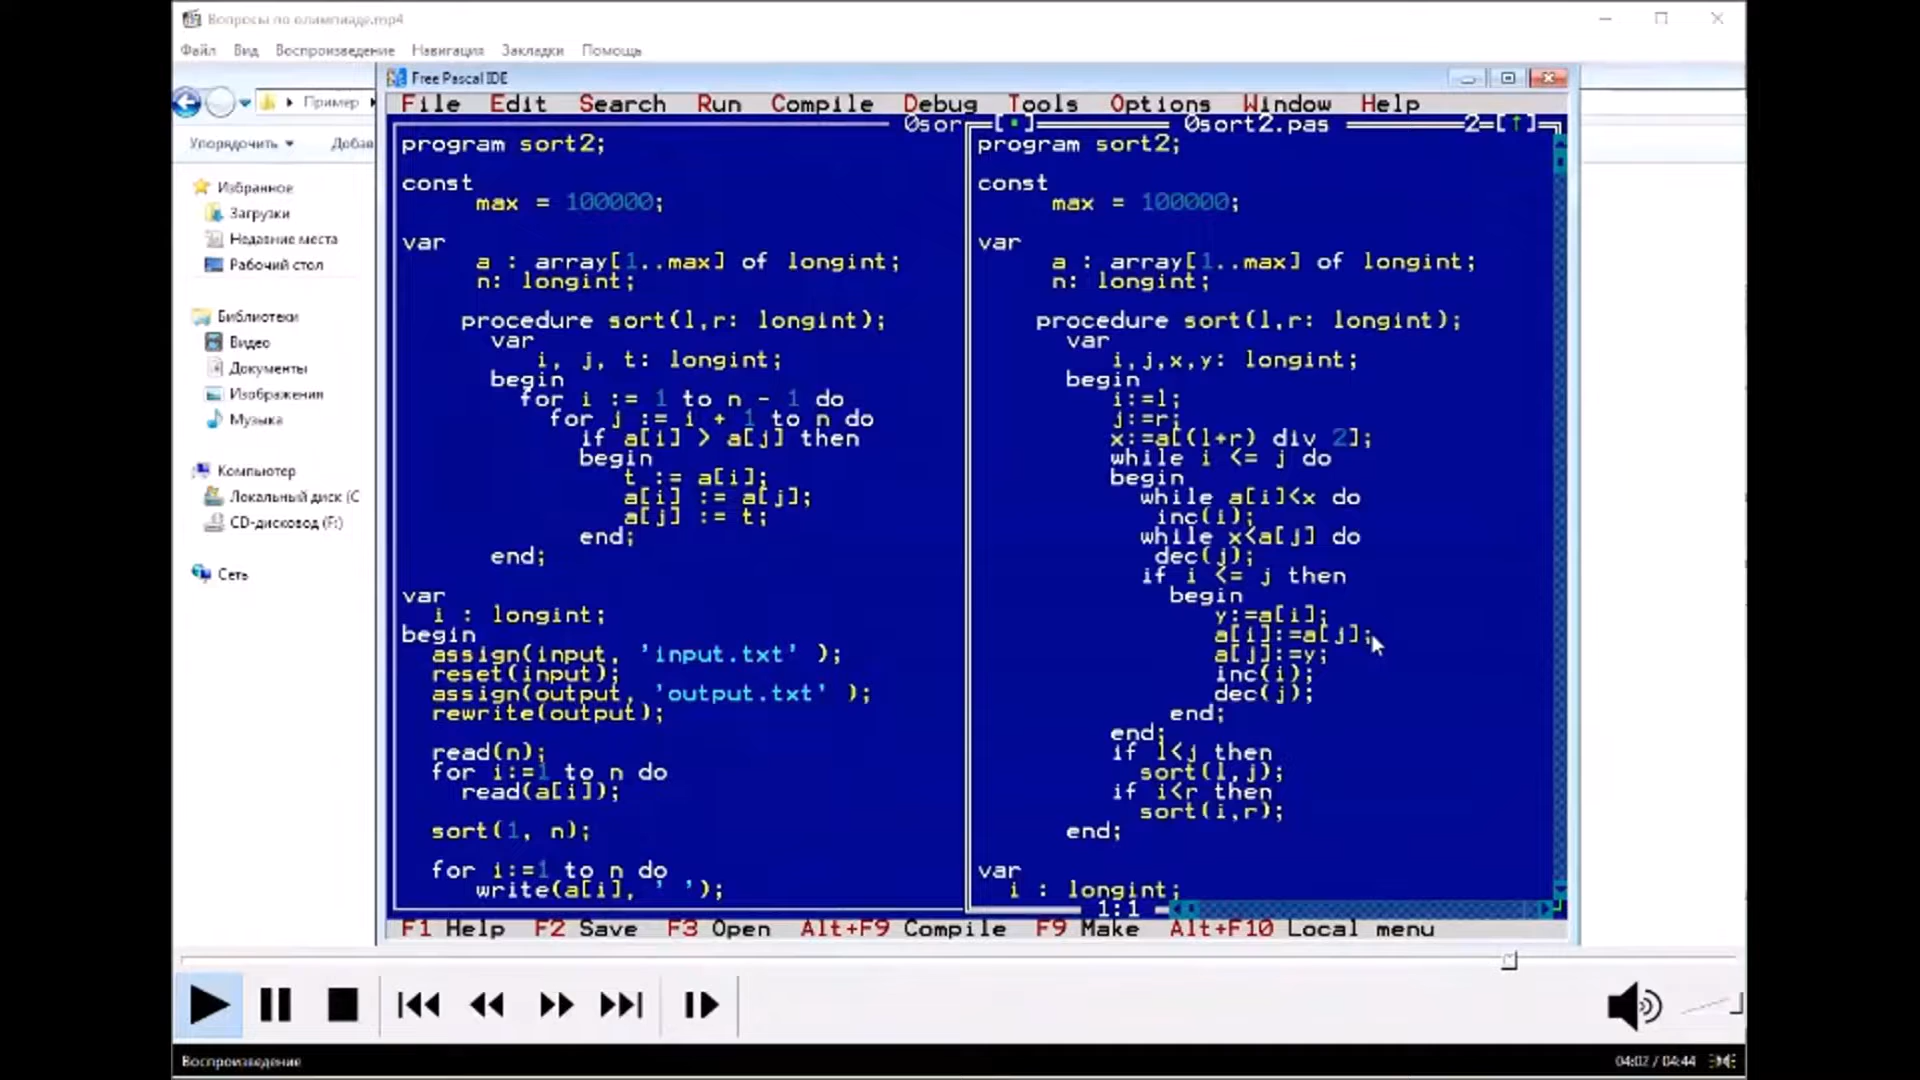 Вопросы по олимпиаде.mp4
Файл Вид Воспроизведение Навигация Закладки Помощь
Free Pascal IDE
Пример
File Edit Search Run Compile Debug Tools Options Window Help
Упорядочить Добав
Избранное
Загрузки
Недавние места
Рабочий стол
Библиотеки
Видео
Документы
Изображения
Музыка
Компьютер
Локальный диск (C
CD-дисковод (F:)
Сеть
0sor
program sort2;
const
max = 100000;
var
a : array[1..max] of longint;
n: longint;
procedure sort(l,r: longint);
var
i, j, t: longint;
begin
for i := 1 to n - 1 do
for j := i + 1 to n do
if a[i] > a[j] then
begin
t := a[i];
a[i] := a[j];
a[j] := t;
end;
end;
var
i : longint;
begin
assign(input, 'input.txt' );
reset(input);
assign(output, 'output.txt' );
rewrite(output);
read(n);
for i:=1 to n do
read(a[i]);
sort(1, n);
for i:=1 to n do
write(a[i], ' ');
0sort2.pas 2=[↑]
program sort2;
const
max = 100000;
var
a : array[1..max] of longint;
n: longint;
procedure sort(l,r: longint);
var
i,j,x,y: longint;
begin
i:=l;
j:=r;
x:=a[(l+r) div 2];
while i <= j do
begin
while a[i]<x do
inc(i);
while x<a[j] do
dec(j);
if i <= j then
begin
y:=a[i];
a[i]:=a[j];
a[j]:=y;
inc(i);
dec(j);
end;
end;
if l<j then
sort(l,j);
if i<r then
sort(i,r);
end;
var
i : longint;
1:1
F1 Help F2 Save F3 Open Alt+F9 Compile F9 Make Alt+F10 Local menu
Воспроизведение
04:02 / 04:44